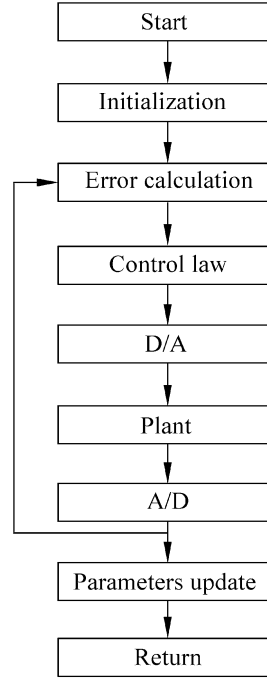 Start
Initialization
Error calculation
Control law
D/A
Plant
A/D
Parameters update
Return